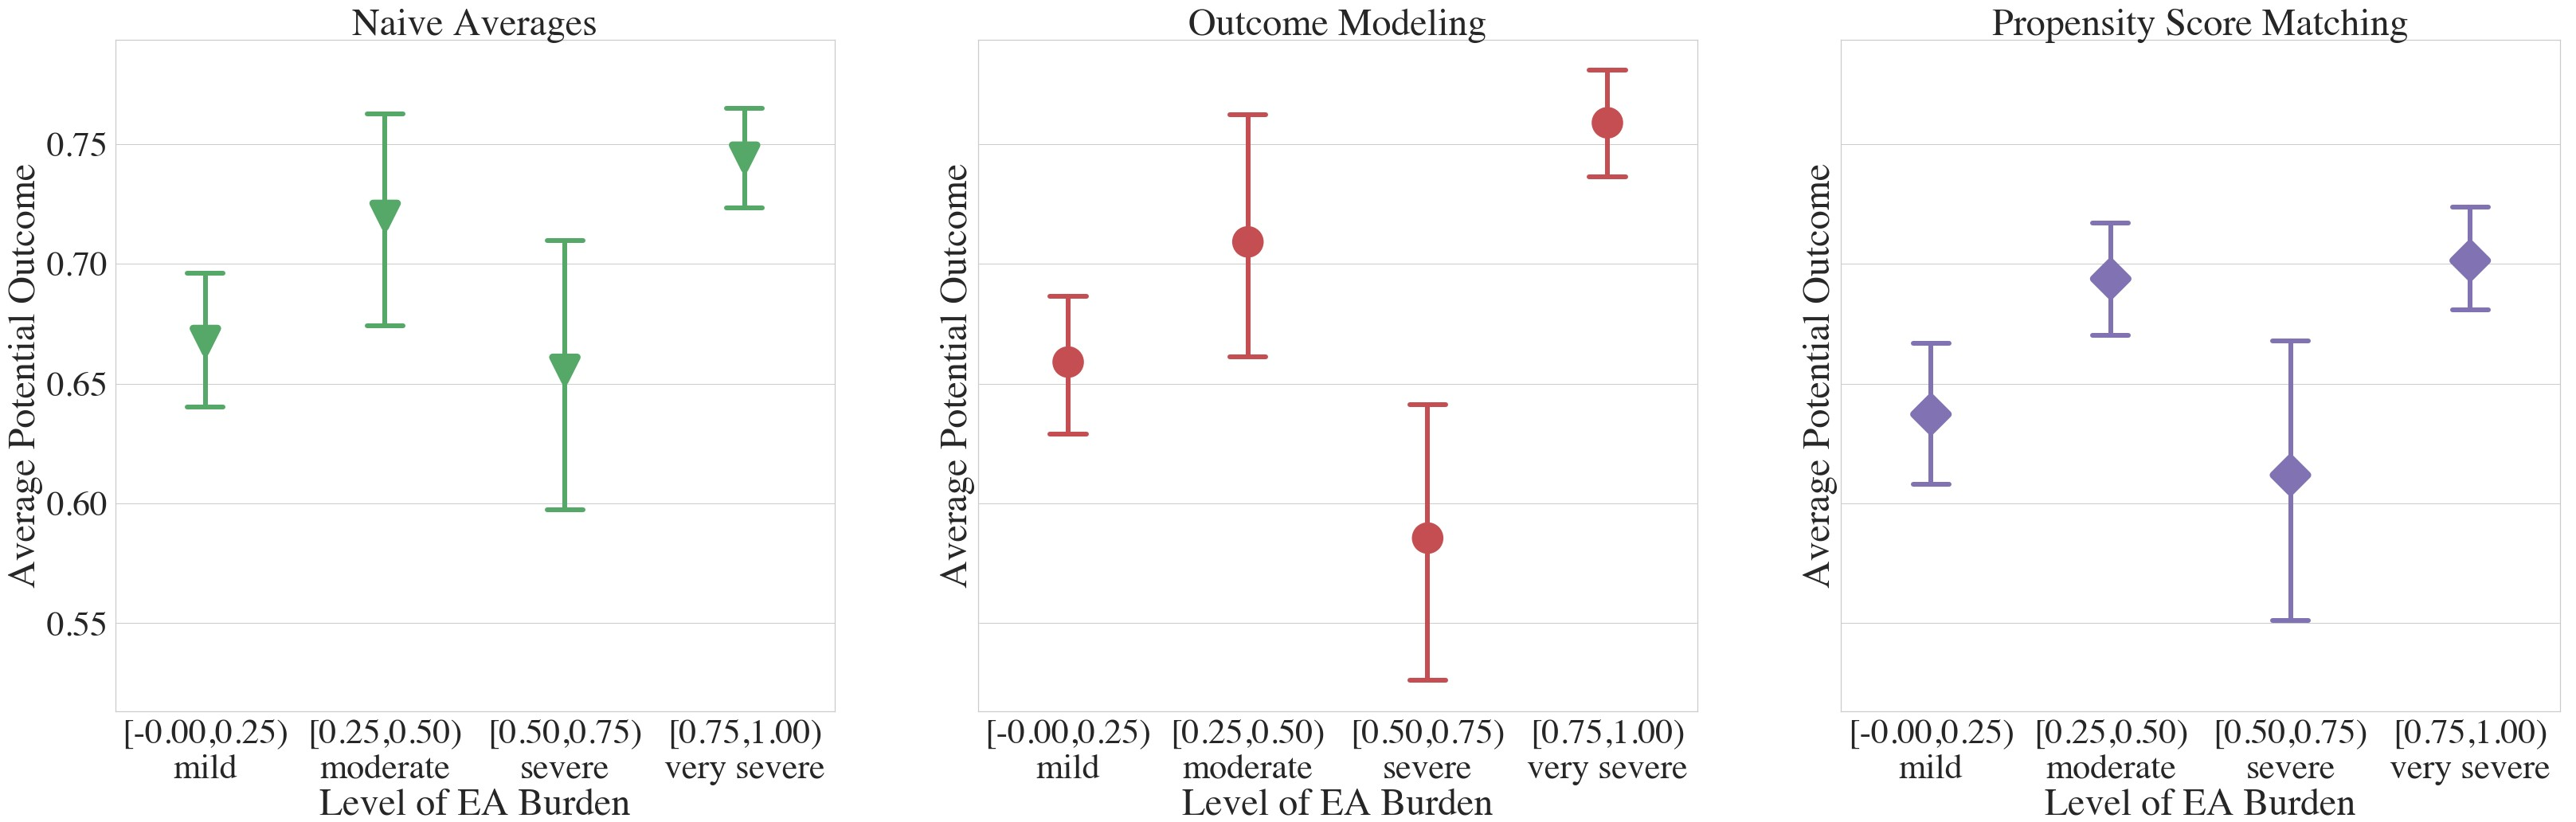 Naive Averages
Average Potential Outcome
0.75
0.70
0.65
0.60
0.55
[-0.00,0.25) [0.25,0.50) [0.50,0.75) [0.75,1.00)
mild moderate severe very severe
Level of EA Burden
Outcome Modeling
Average Potential Outcome
[-0.00,0.25) [0.25,0.50) [0.50,0.75) [0.75,1.00)
mild moderate severe very severe
Level of EA Burden
Propensity Score Matching
Average Potential Outcome
[-0.00,0.25) [0.25,0.50) [0.50,0.75) [0.75,1.00)
mild moderate severe very severe
Level of EA Burden